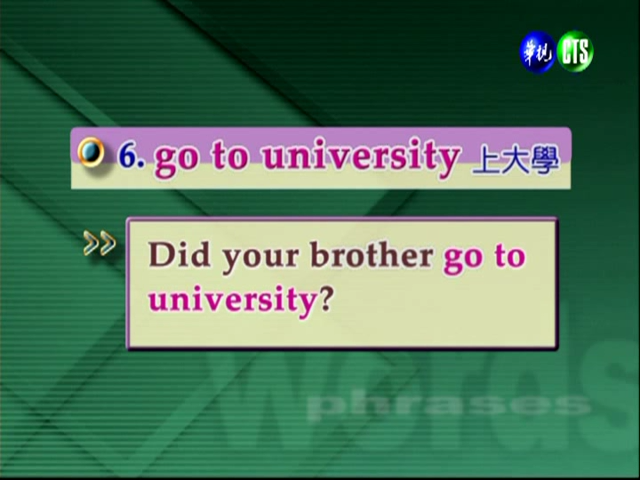 華視 CTS
6. go to university 上大學
Did your brother go to
university?
words
phrases